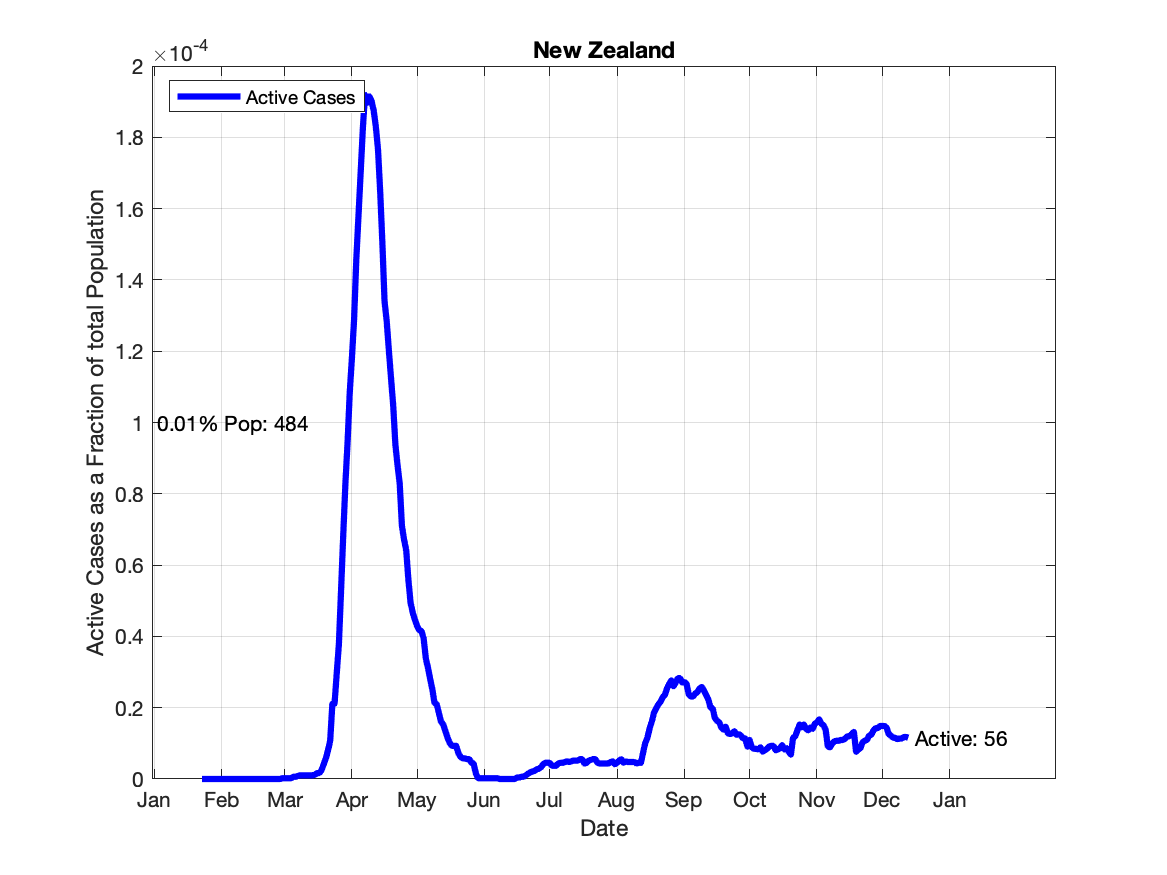 New Zealand
×10-4
Active Cases
2
1.8
1.6
1.4
1.2
1
0.8
0.6
0.4
0.2
0
Active Cases as a Fraction of total Population
0.01% Pop: 484
Active: 56
Jan Feb Mar Apr May Jun Jul Aug Sep Oct Nov Dec Jan
Date